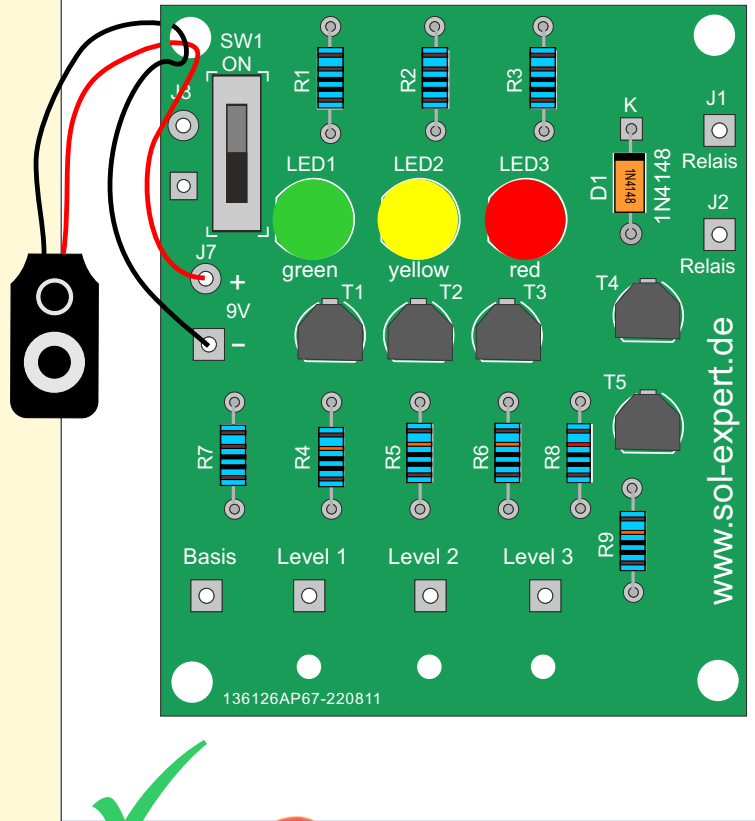 SW1
ON
J3
R1
R2
R3
K
J1
Relais
D1
1N4148
1N4148
J2
Relais
LED1
LED2
LED3
green
yellow
red
J7
+
9V
−
T1
T2
T3
T4
T5
R7
R4
R5
R6
R8
R9
www.sol-expert.de
Basis
Level 1
Level 2
Level 3
136126AP67-220811